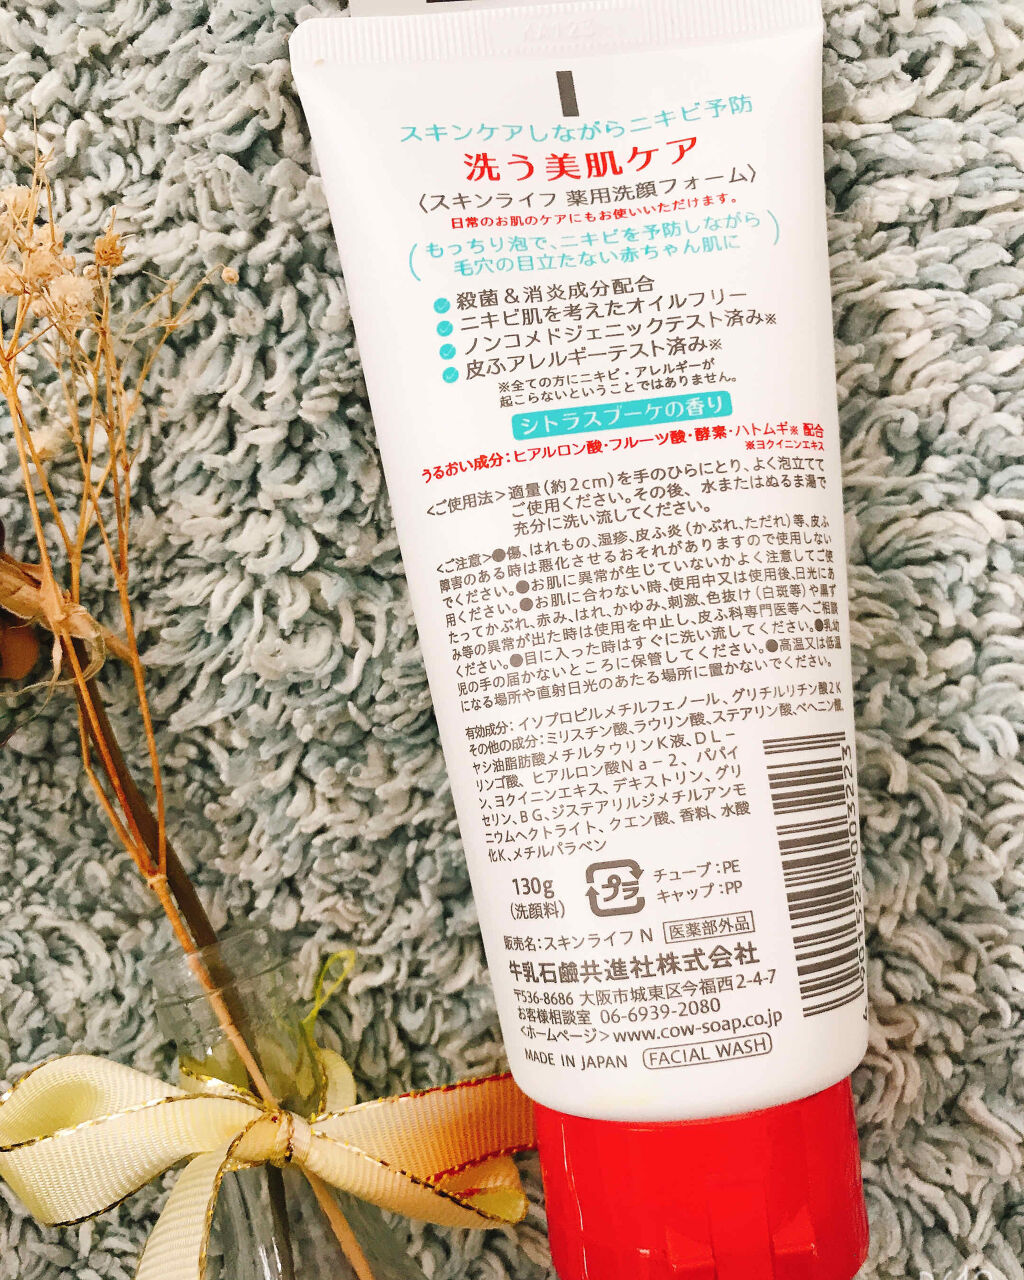 スキンケアしながらニキビ予防
洗う美肌ケア
〈スキンライフ 薬用洗顔フォーム〉
日常のお肌のケアにもお使いいただけます。
もっちり泡で、ニキビを予防しながら
毛穴の目立たない赤ちゃん肌に
殺菌&消炎成分配合
ニキビ肌を考えたオイルフリー
ノンコメドジェニックテスト済み※
皮ふアレルギーテスト済み※
※全ての方にニキビ・アレルギーが
起こらないということではありません。
シトラスブーケの香り
うるおい成分:ヒアルロン酸・フルーツ酸・酵素・ハトムギ※ 配合
※ヨクイニンエキス
<ご使用法>適量(約2cm)を手のひらにとり、よく泡立てて
ご使用ください。その後、水またはぬるま湯で
充分に洗い流してください。
<ご注意>●傷、はれもの、湿疹、皮ふ炎(かぶれ、ただれ)等、皮ふ
障害のある時は悪化させるおそれがありますので使用しない
でください。●お肌に異常が生じていないかよく注意してご使
用ください。●お肌に合わない時、使用中又は使用後、日光にあ
たってかぶれ、赤み、はれ、かゆみ、刺激、色抜け(白斑等)や黒ず
み等の異常が出た時は使用を中止し、皮ふ科専門医等へご相談
ください。●目に入った時はすぐに洗い流してください。●乳幼
児の手の届かないところに保管してください。●高温又は低温
になる場所や直射日光のあたる場所に置かないでください。
有効成分:イソプロピルメチルフェノール、グリチルリチン酸2K
その他の成分:ミリスチン酸、ラウリン酸、ステアリン酸、ベヘニン酸、
ヤシ油脂肪酸メチルタウリンK液、DL-
リンゴ酸、ヒアルロン酸Na-2、パパイ
ン、ヨクイニンエキス、デキストリン、グリ
セリン、BG、ジステアリルジメチルアンモ
ニウムヘクトライト、クエン酸、香料、水酸
化K、メチルパラベン
130g
(洗顔料)
プラ
チューブ:PE
キャップ:PP
販売名:スキンライフN 医薬部外品
牛乳石鹼共進社株式会社
〒536-8686 大阪市城東区今福西2-4-7
お客様相談室 06-6939-2080
<ホームページ>www.cow-soap.co.jp
MADE IN JAPAN FACIAL WASH
4901525003223